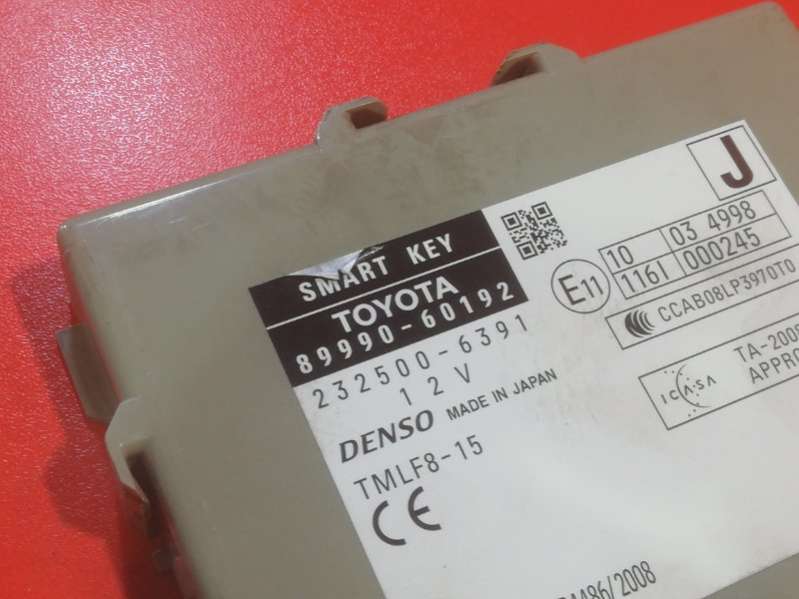 J
SMART KEY
TOYOTA
89990-60192
232500-6391
12V
DENSO MADE IN JAPAN
TMLF8-15
CE
E11
10 03 4998
1161 000245
CCAB08LP3970T0
ICASA
TA-200
APPRO
4486/2008